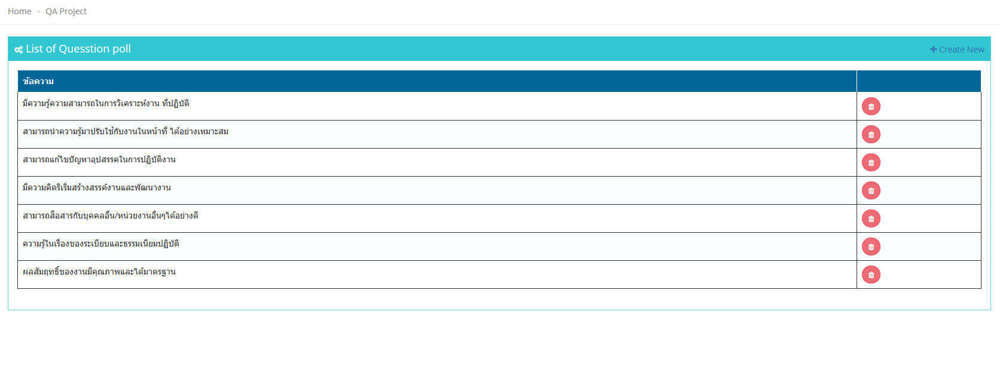 Home • QA Project
List of Quesstion poll
Create New
ข้อความ
มีความรู้ความสามารถในการวิเคราะห์งาน ที่ปฏิบัติ
สามารถนำความรู้มาปรับใช้กับงานในหน้าที่ ได้อย่างเหมาะสม
สามารถแก้ไขปัญหาอุปสรรคในการปฏิบัติงาน
มีความคิดริเริ่มสร้างสรรค์งานและพัฒนางาน
สามารถสื่อสารกับบุคคลอื่น/หน่วยงานอื่นๆได้อย่างดี
ความรู้ในเรื่องของระเบียบและธรรมเนียมปฏิบัติ
ผลสัมฤทธิ์ของงานมีคุณภาพและได้มาตรฐาน